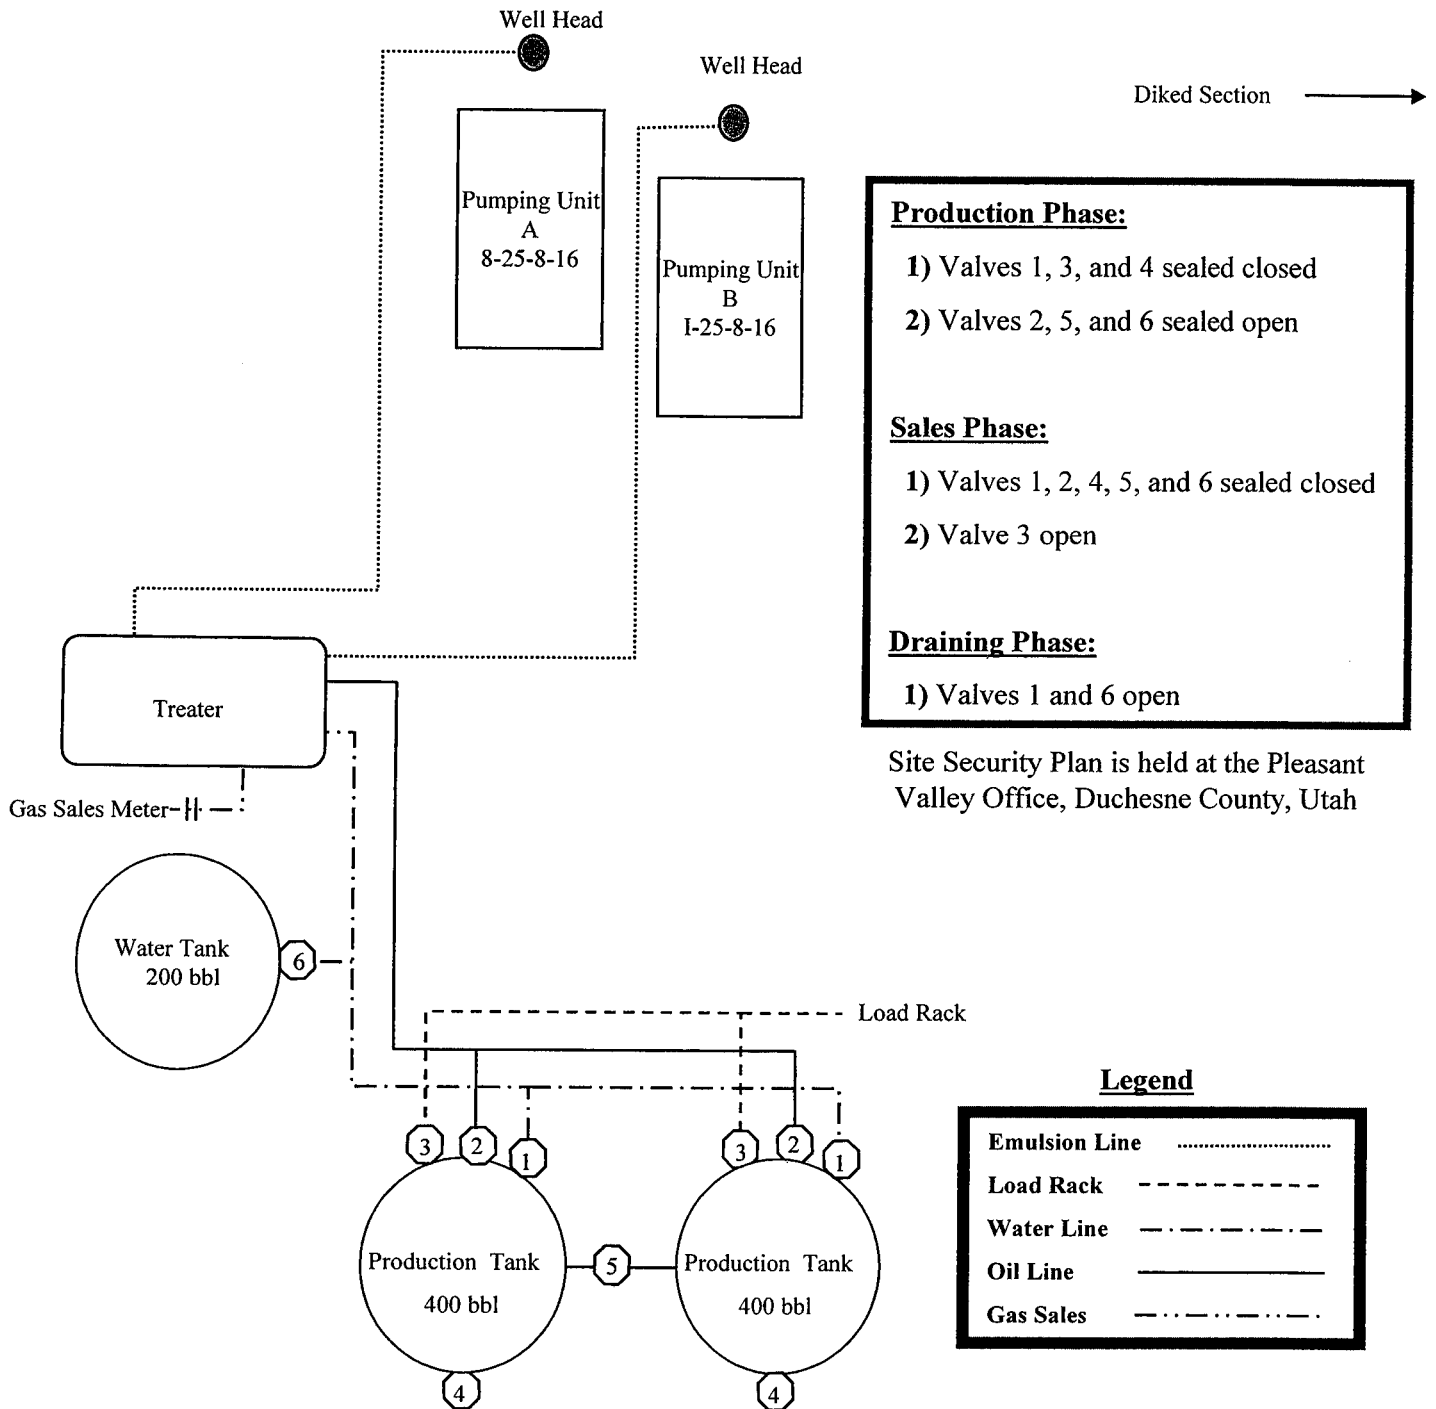 Well Head
Well Head
Diked Section
Pumping Unit
A
8-25-8-16
Pumping Unit
B
I-25-8-16
Production Phase:
1) Valves 1, 3, and 4 sealed closed
2) Valves 2, 5, and 6 sealed open
Sales Phase:
1) Valves 1, 2, 4, 5, and 6 sealed closed
2) Valve 3 open
Draining Phase:
1) Valves 1 and 6 open
Site Security Plan is held at the Pleasant
Valley Office, Duchesne County, Utah
Treater
Gas Sales Meter
Water Tank
200 bbl
6
Load Rack
3
2
1
3
2
1
Production Tank
400 bbl
5
Production Tank
400 bbl
4
4
Legend
Emulsion Line
Load Rack
Water Line
Oil Line
Gas Sales